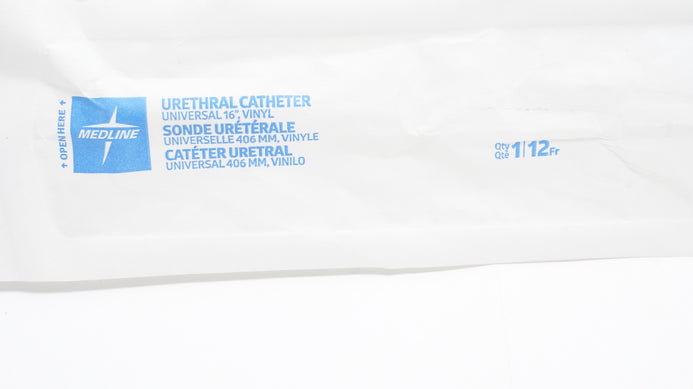 ↑ OPEN HERE ↑
MEDLINE
URETHRAL CATHETER
UNIVERSAL 16", VINYL
SONDE URÉTÉRALE
UNIVERSELLE 406 MM, VINYLE
CATÉTER URETRAL
UNIVERSAL 406 MM, VINILO
Qty
Qté 1 | 12Fr